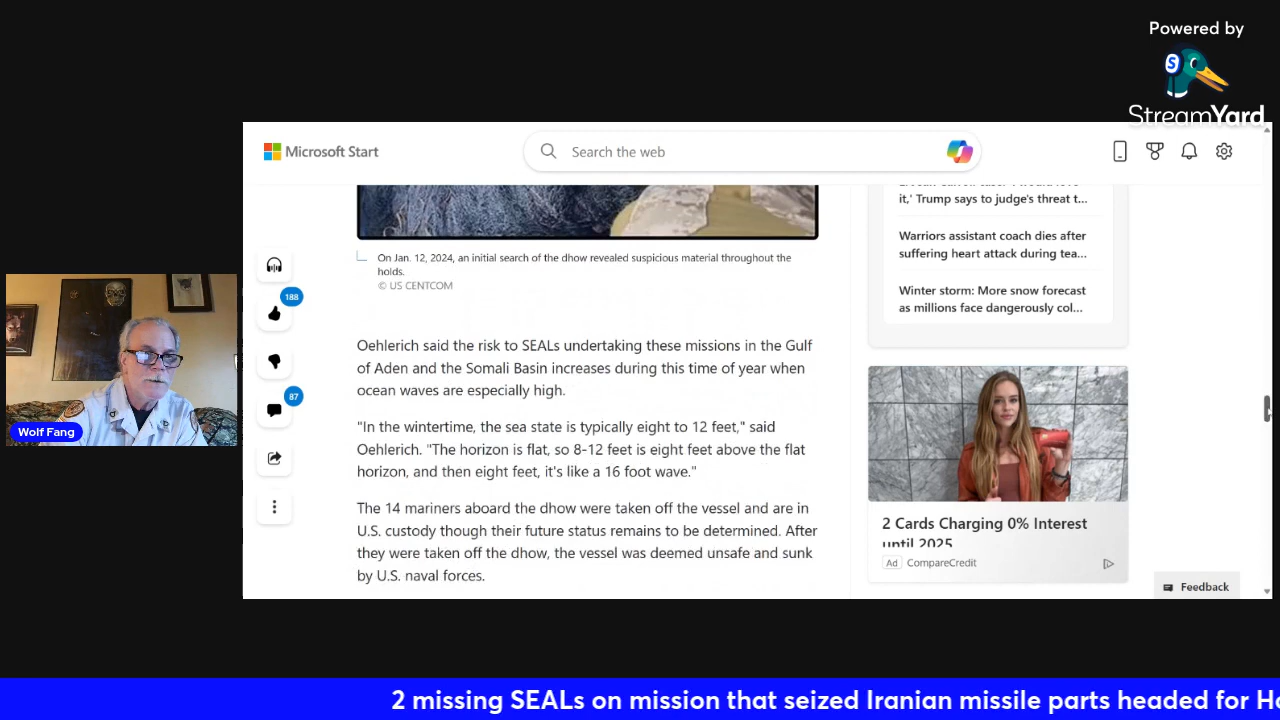 Powered by
StreamYard
Microsoft Start
Search the web
On Jan. 12, 2024, an initial search of the dhow revealed suspicious material throughout the
holds.
© US CENTCOM
188
87
Oehlerich said the risk to SEALs undertaking these missions in the Gulf
of Aden and the Somali Basin increases during this time of year when
ocean waves are especially high.
"In the wintertime, the sea state is typically eight to 12 feet," said
Oehlerich. "The horizon is flat, so 8-12 feet is eight feet above the flat
horizon, and then eight feet, it's like a 16 foot wave."
The 14 mariners aboard the dhow were taken off the vessel and are in
U.S. custody though their future status remains to be determined. After
they were taken off the dhow, the vessel was deemed unsafe and sunk
by U.S. naval forces.
it,' Trump says to judge's threat t...
Warriors assistant coach dies after
suffering heart attack during tea...
Winter storm: More snow forecast
as millions face dangerously col...
2 Cards Charging 0% Interest
until 2025
Ad CompareCredit
Feedback
Wolf Fang
2 missing SEALs on mission that seized Iranian missile parts headed for